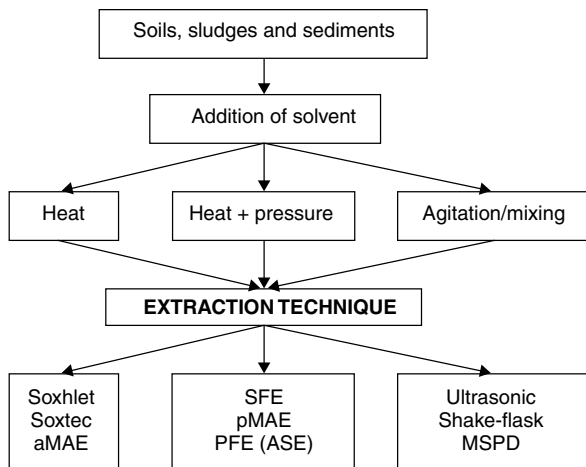 Soils, sludges and sediments
Addition of solvent
Heat
Heat + pressure
Agitation/mixing
EXTRACTION TECHNIQUE
Soxhlet
Soxtec
aMAE
SFE
pMAE
PFE (ASE)
Ultrasonic
Shake-flask
MSPD